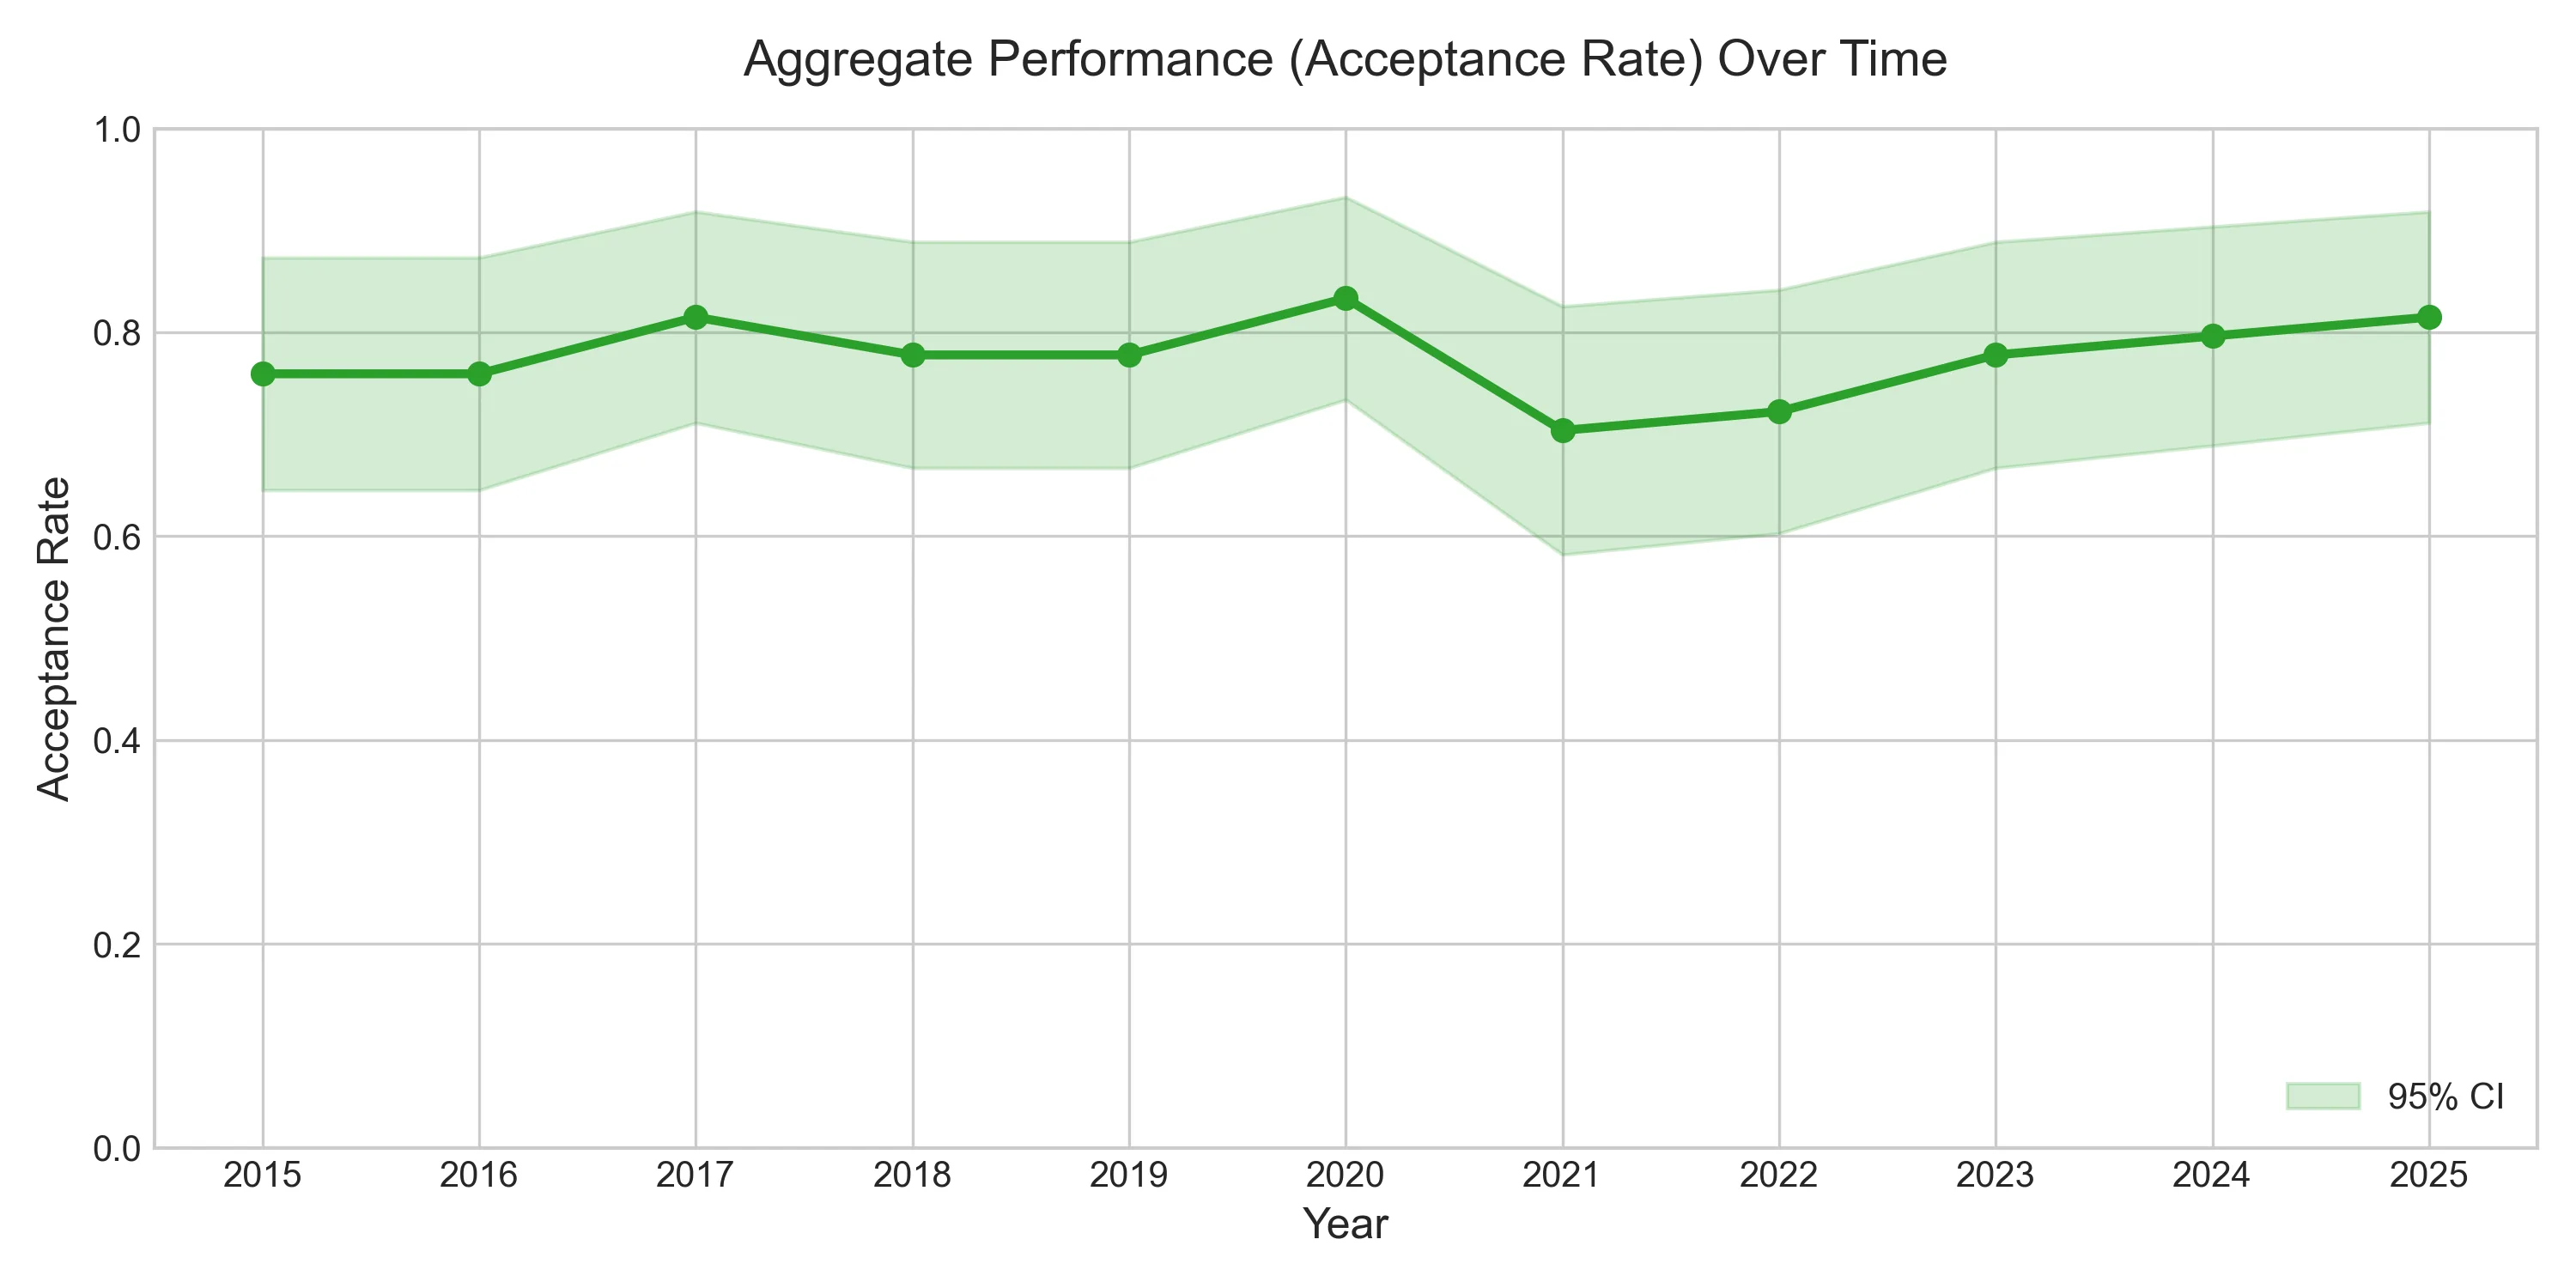 Aggregate Performance (Acceptance Rate) Over Time
1.0
0.8
0.6
0.4
0.2
0.0
Acceptance Rate
95% CI
2015 2016 2017 2018 2019 2020 2021 2022 2023 2024 2025
Year